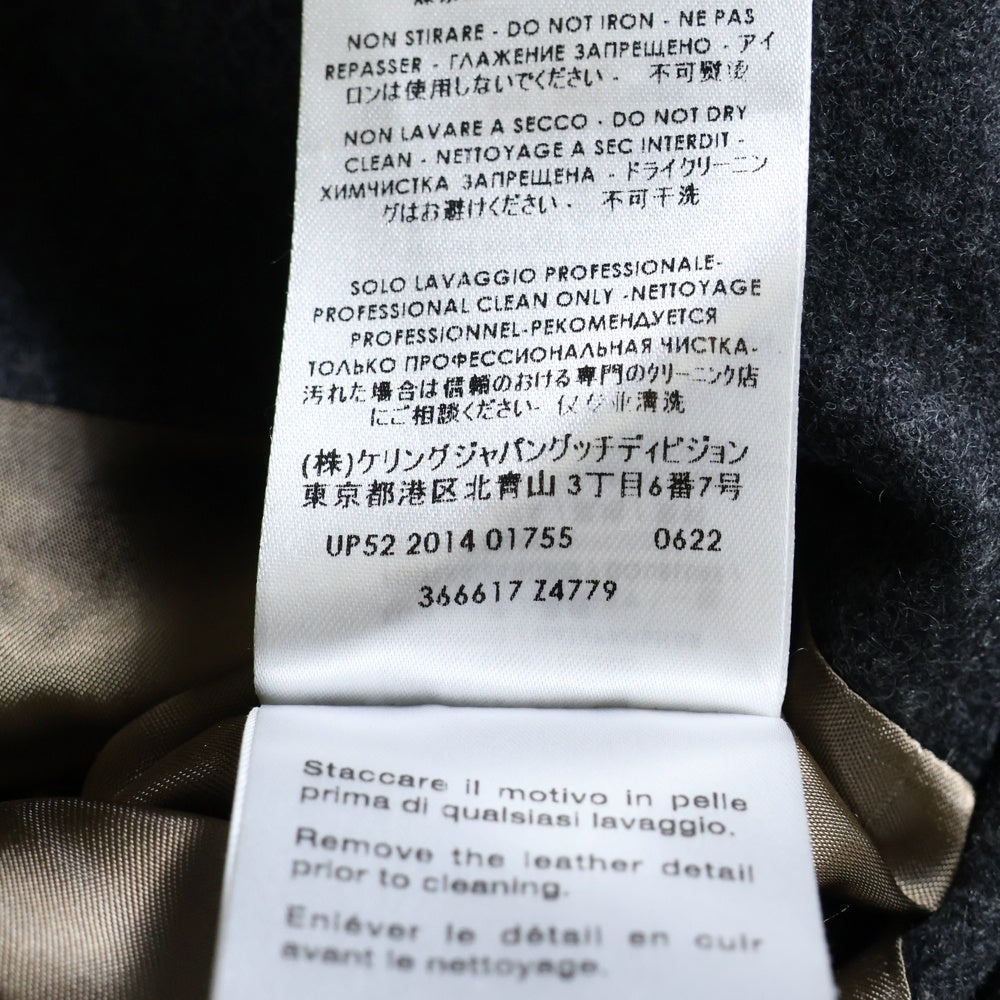 NON STIRARE - DO NOT IRON - NE PAS
REPASSER - ГЛАЖЕНИЕ ЗАПРЕЩЕНО - アイ
ロンは使用しないでください - 不可熨烫
NON LAVARE A SECCO - DO NOT DRY
CLEAN - NETTOYAGE A SEC INTERDIT -
ХИМЧИСТКА ЗАПРЕЩЕНА - ドライクリーニン
グはお避けください - 不可干洗
SOLO LAVAGGIO PROFESSIONALE-
PROFESSIONAL CLEAN ONLY -NETTOYAGE
PROFESSIONNEL-РЕКОМЕНДУЕТСЯ
ТОЛЬКО ПРОФЕССИОНАЛЬНАЯ ЧИСТКА-
汚れた場合は信頼のおける専門のクリーニング店
にご相談ください-
(株)ケリングジャパングッチディビジョン
東京都港区北青山 3丁目6番7号
UP52 2014 01755 0622
366617 Z4779
Staccare il motivo in pelle
prima di qualsiasi lavaggio.
Remove the leather detail
prior to cleaning.
Enléver le détail en cuir
avant le nettoyage.